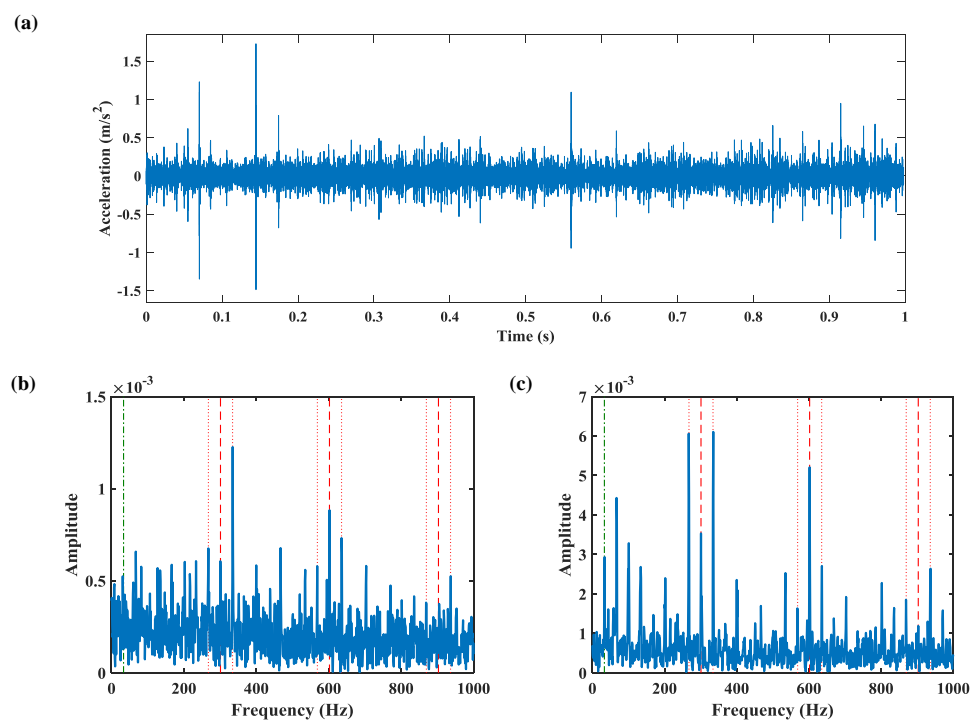 (a)
1.5
1
0.5
0
-0.5
-1
-1.5
Acceleration (m/s²)
0 0.1 0.2 0.3 0.4 0.5 0.6 0.7 0.8 0.9 1
Time (s)
(b)
×10⁻³
1.5
1
0.5
0
Amplitude
0 200 400 600 800 1000
Frequency (Hz)
(c)
×10⁻³
7
6
5
4
3
2
1
0
Amplitude
0 200 400 600 800 1000
Frequency (Hz)